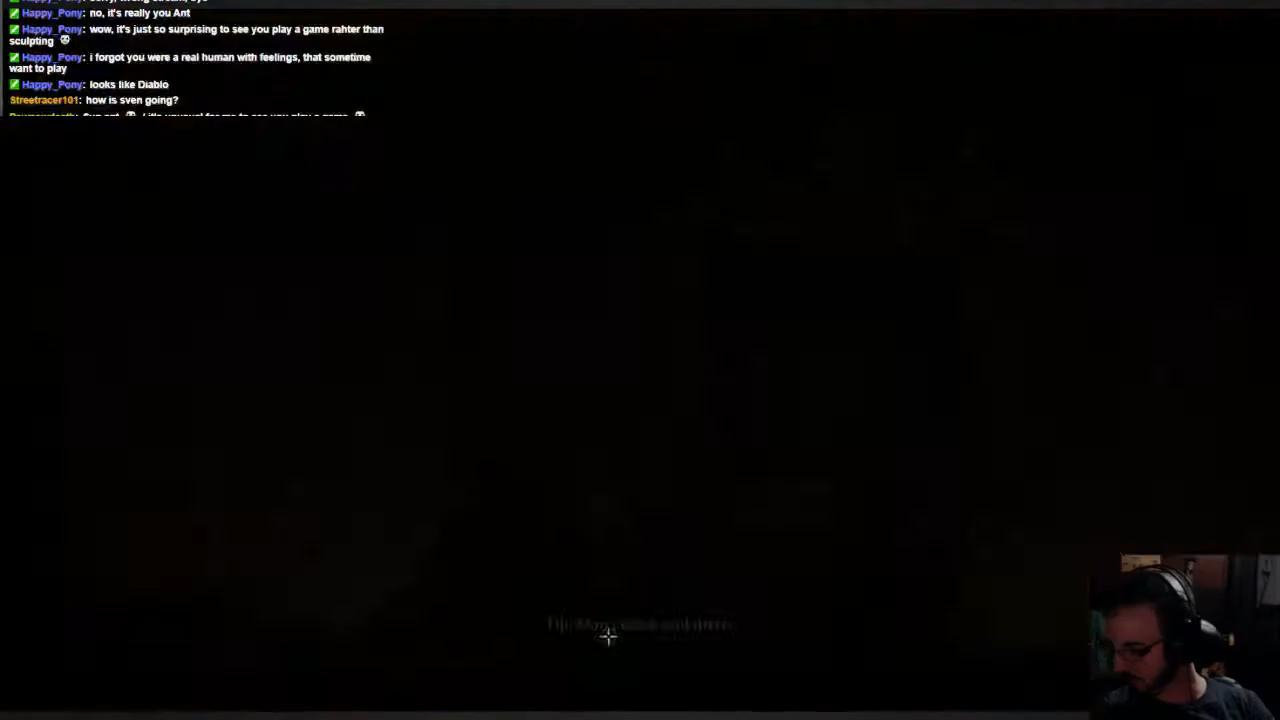 Happy_Pony: no, it's really you Ant
Happy_Pony: wow, it's just so surprising to see you play a game rahter than
sculpting
Happy_Pony: i forgot you were a real human with feelings, that sometime
want to play
Happy_Pony: looks like Diablo
Streetracer101: how is sven going?